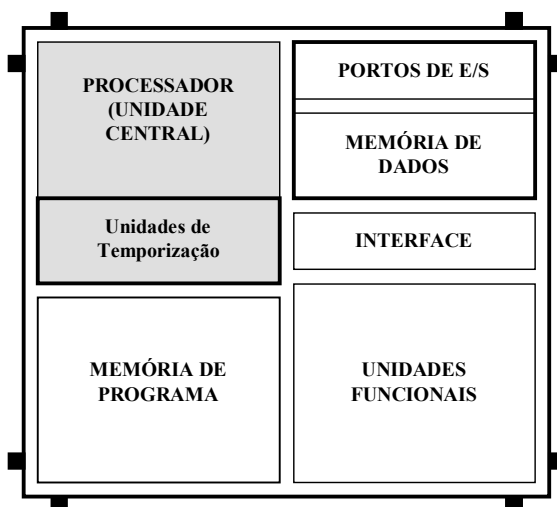 PROCESSADOR
(UNIDADE
CENTRAL)
Unidades de
Temporização
MEMÓRIA DE
PROGRAMA
PORTOS DE E/S
MEMÓRIA DE
DADOS
INTERFACE
UNIDADES
FUNCIONAIS